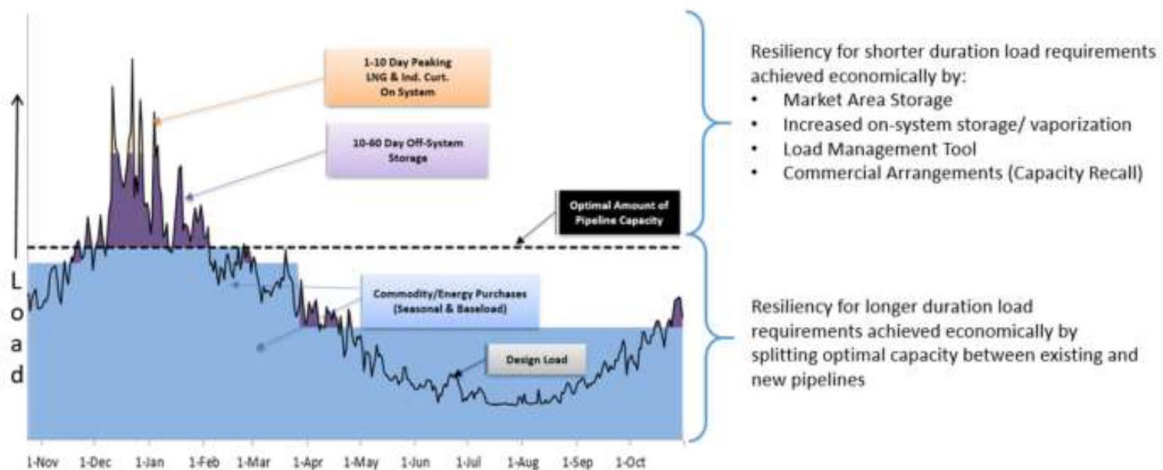 1-10 Day Peaking
LNG & Ind. Curt.
On System
10-60 Day Off-System
Storage
Optimal Amount of
Pipeline Capacity
Commodity/Energy Purchases
(Seasonal & Baseload)
Design Load
Load
1-Nov 1-Dec 1-Jan 1-Feb 1-Mar 1-Apr 1-May 1-Jun 1-Jul 1-Aug 1-Sep 1-Oct
Resiliency for shorter duration load requirements
achieved economically by:
• Market Area Storage
• Increased on-system storage/ vaporization
• Load Management Tool
• Commercial Arrangements (Capacity Recall)
Resiliency for longer duration load
requirements achieved economically by
splitting optimal capacity between existing and
new pipelines